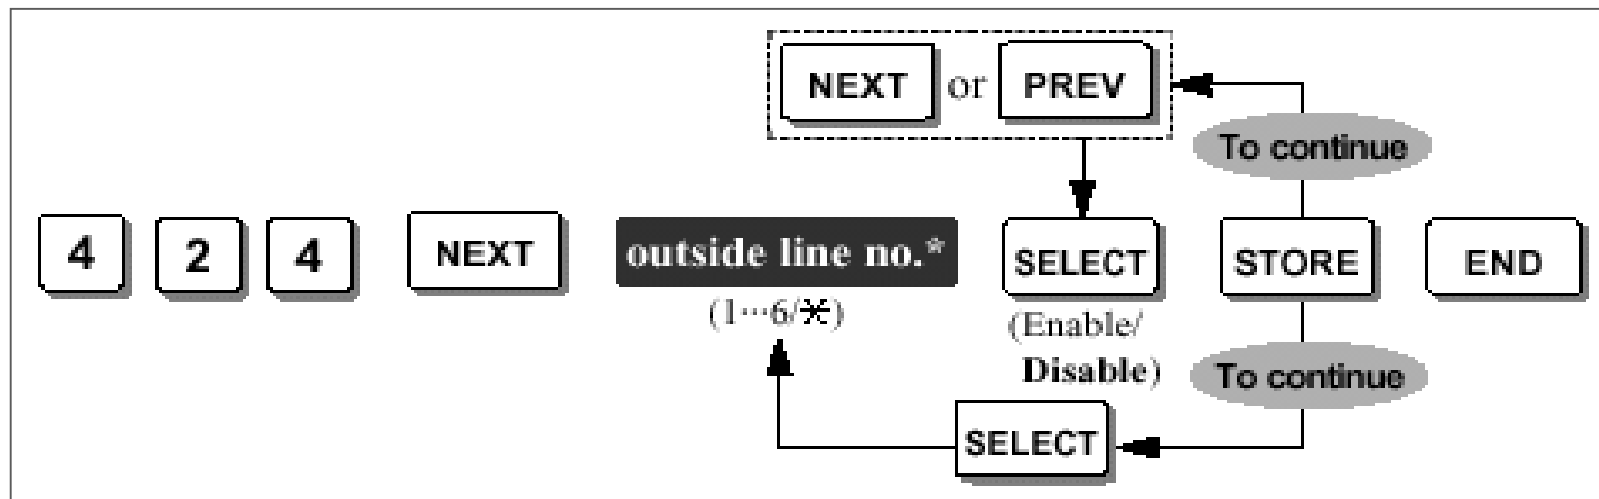 NEXT or PREV
To continue
4 2 4 NEXT outside line no.* SELECT STORE END
(1···6/✕) (Enable/
Disable)
To continue
SELECT